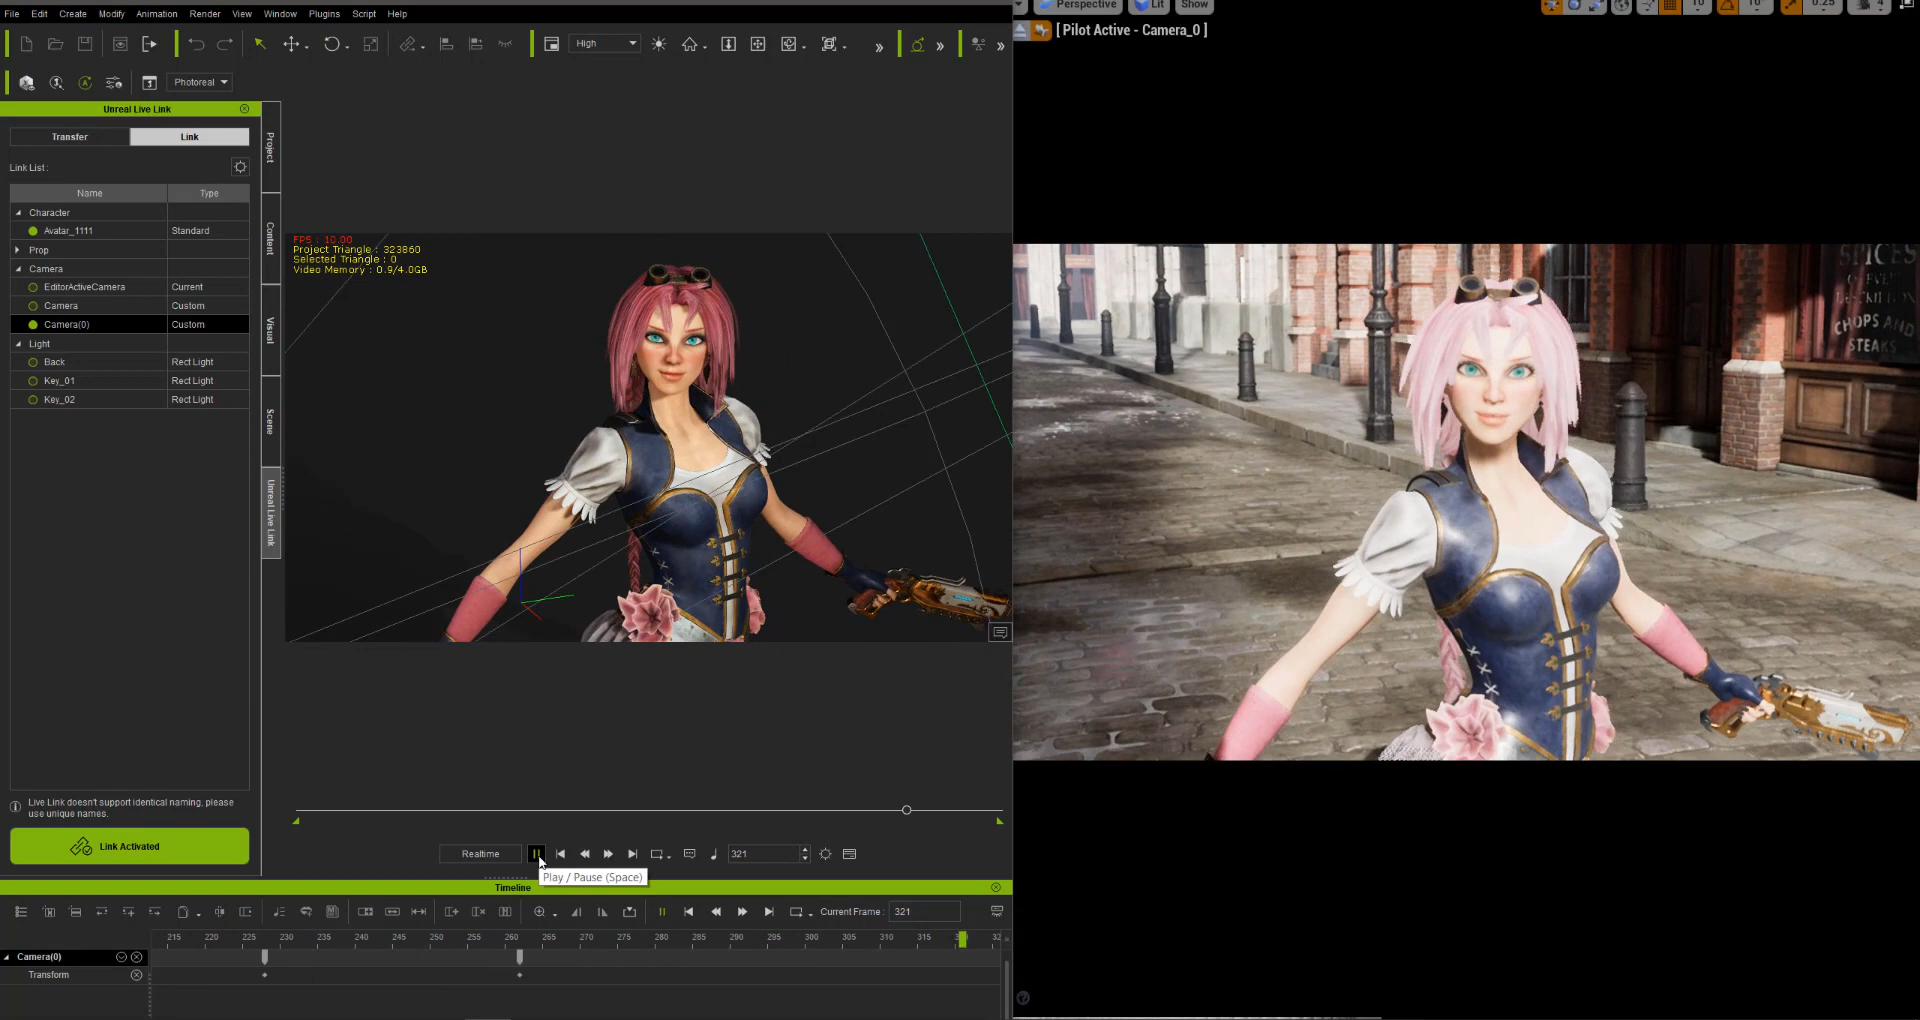 File Edit Create Modify Animation Render View Window Plugins Script Help
High
Photoreal
Unreal Live Link
Transfer Link
Link List :
Name Type
Character
Avatar_1111 Standard
Prop
Camera
EditorActiveCamera Current
Camera Custom
Camera(0) Custom
Light
Back Rect Light
Key_01 Rect Light
Key_02 Rect Light
Live Link doesn't support identical naming, please
use unique names.
Link Activated
Project
Content
Visual
Scene
Unreal Live Link
FPS : 10.00
Project Triangle : 323860
Selected Triangle : 0
Video Memory : 0.9/4.0GB
Realtime
321
Play / Pause (Space)
Timeline
Current Frame : 321
215 220 225 230 235 240 245 250 255 260 265 270 275 280 285 290 295 300 305 310 315
Camera(0)
Transform
Perspective Lit Show
10 10° 0.25 4
[ Pilot Active - Camera_0 ]
SPICES
CHOPS AND
STEAKS